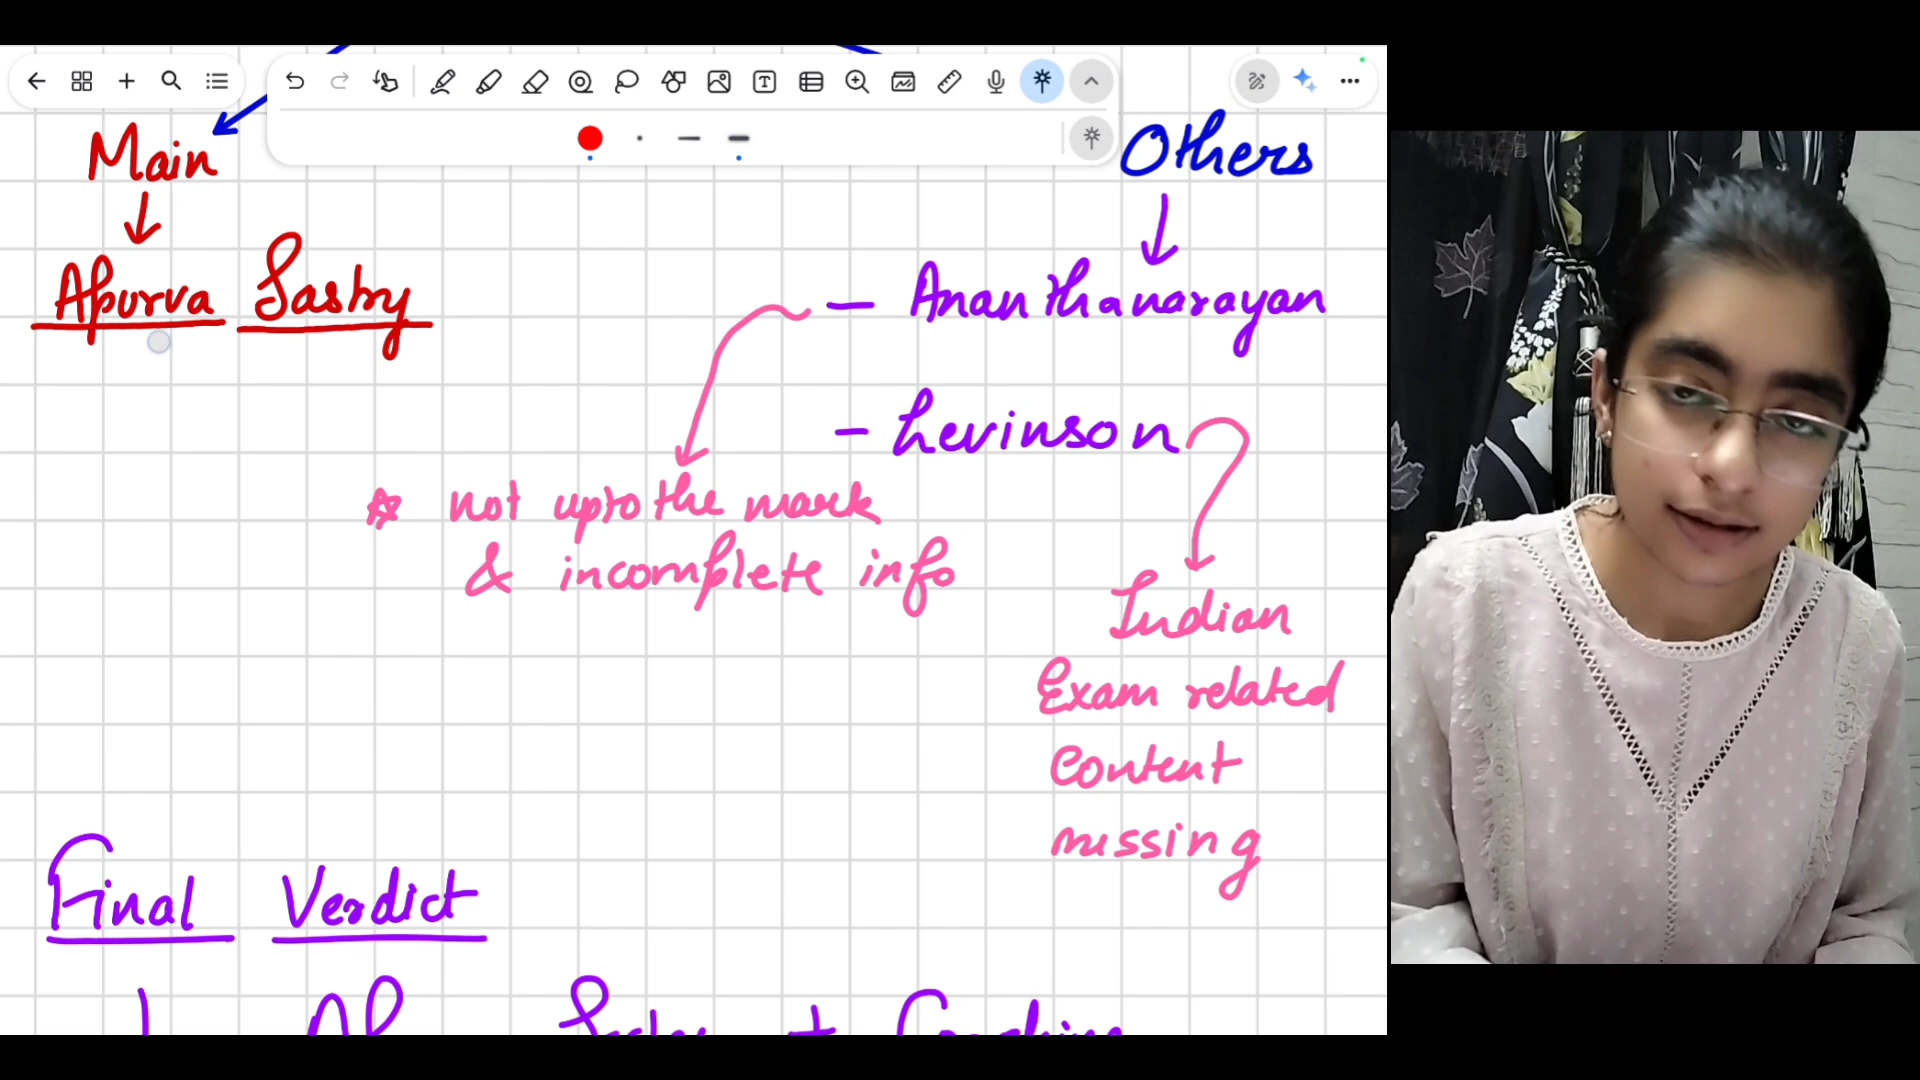 Main
Others
Apurva Sastry
— Ananthanarayan
- Levinson
☆ not upto the mark
& incomplete info
Indian
Exam related
Content
missing
Final Verdict